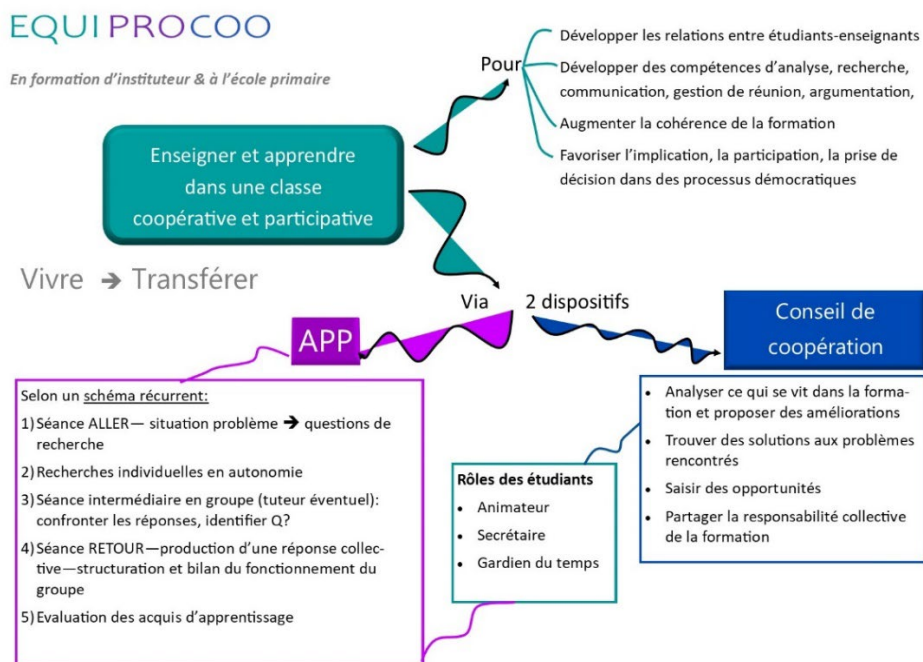 EQUIPROCOO
En formation d'instituteur & à l'école primaire
Enseigner et apprendre
dans une classe
coopérative et participative
Pour
Développer les relations entre étudiants-enseignants
Développer des compétences d'analyse, recherche,
communication, gestion de réunion, argumentation,
Augmenter la cohérence de la formation
Favoriser l'implication, la participation, la prise de
décision dans des processus démocratiques
Vivre ➔ Transférer
Via
2 dispositifs
APP
Selon un schéma récurrent:
1) Séance ALLER— situation problème ➔ questions de
recherche
2) Recherches individuelles en autonomie
3) Séance intermédiaire en groupe (tuteur éventuel):
confronter les réponses, identifier Q?
4) Séance RETOUR—production d'une réponse collec-
tive—structuration et bilan du fonctionnement du
groupe
5) Evaluation des acquis d'apprentissage
Rôles des étudiants
• Animateur
• Secrétaire
• Gardien du temps
Conseil de
coopération
• Analyser ce qui se vit dans la forma-
tion et proposer des améliorations
• Trouver des solutions aux problèmes
rencontrés
• Saisir des opportunités
• Partager la responsabilité collective
de la formation